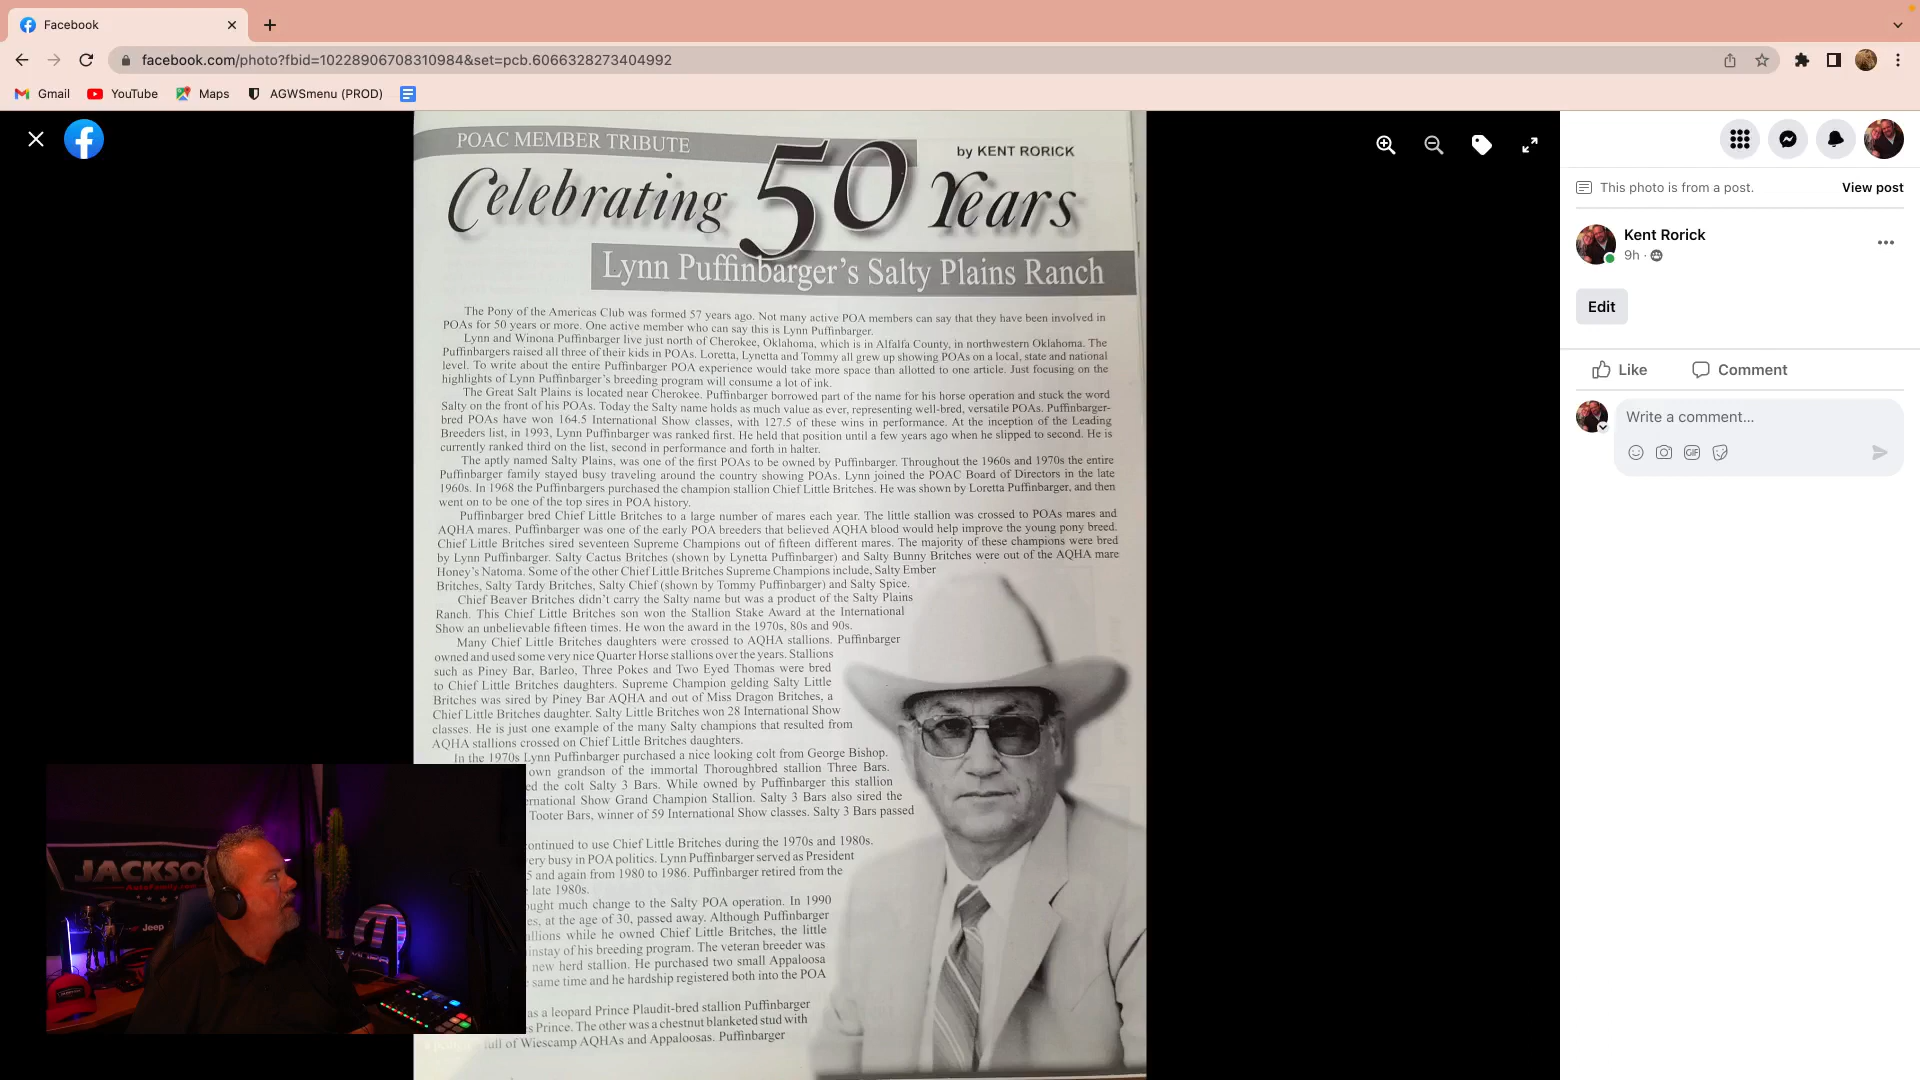 Facebook
facebook.com/photo?fbid=10228906708310984&set=pcb.6066328273404992
Gmail
YouTube
Maps
AGWSmenu (PROD)
POAC MEMBER TRIBUTE
by KENT RORICK
Celebrating 50 Years
Lynn Puffinbarger's Salty Plains Ranch
The Pony of the Americas Club was formed 57 years ago. Not many active POA members can say that they have been involved in
POAs for 50 years or more. One active member who can say this is Lynn Puffinbarger.
Lynn and Winona Puffinbarger live just north of Cherokee, Oklahoma, which is in Alfalfa County, in northwestern Oklahoma. The
Puffinbargers raised all three of their kids in POAs. Loretta, Lynetta and Tommy all grew up showing POAs on a local, state and national
level. To write about the entire Puffinbarger POA experience would take more space than allotted to one article. Just focusing on the
highlights of Lynn Puffinbarger's breeding program will consume a lot of ink.
The Great Salt Plains is located near Cherokee. Puffinbarger borrowed part of the name for his horse operation and stuck the word
Salty on the front of his POAs. Today the Salty name holds as much value as ever, representing well-bred, versatile POAs. Puffinbarger-
bred POAs have won 164.5 International Show classes, with 127.5 of these wins in performance. At the inception of the Leading
Breeders list, in 1993, Lynn Puffinbarger was ranked first. He held that position until a few years ago when he slipped to second. He is
currently ranked third on the list, second in performance and forth in halter.
The aptly named Salty Plains, was one of the first POAs to be owned by Puffinbarger. Throughout the 1960s and 1970s the entire
Puffinbarger family stayed busy traveling around the country showing POAs. Lynn joined the POAC Board of Directors in the late
1960s. In 1968 the Puffinbargers purchased the champion stallion Chief Little Britches. He was shown by Loretta Puffinbarger, and then
went on to be one of the top sires in POA history.
Puffinbarger bred Chief Little Britches to a large number of mares each year. The little stallion was crossed to POAs mares and
AQHA mares. Puffinbarger was one of the early POA breeders that believed AQHA blood would help improve the young pony breed.
Chief Little Britches sired seventeen Supreme Champions out of fifteen different mares. The majority of these champions were bred
by Lynn Puffinbarger. Salty Cactus Britches (shown by Lynetta Puffinbarger) and Salty Bunny Britches were out of the AQHA mare
Honey's Natoma. Some of the other Chief Little Britches Supreme Champions include, Salty Ember
Britches, Salty Tardy Britches, Salty Chief (shown by Tommy Puffinbarger) and Salty Spice.
Chief Beaver Britches didn't carry the Salty name but was a product of the Salty Plains
Ranch. This Chief Little Britches son won the Stallion Stake Award at the International
Show an unbelievable fifteen times. He won the award in the 1970s, 80s and 90s.
Many Chief Little Britches daughters were crossed to AQHA stallions. Puffinbarger
owned and used some very nice Quarter Horse stallions over the years. Stallions
such as Piney Bar, Barleo, Three Pokes and Two Eyed Thomas were bred
to Chief Little Britches daughters. Supreme Champion gelding Salty Little
Britches was sired by Piney Bar AQHA and out of Miss Dragon Britches, a
Chief Little Britches daughter. Salty Little Britches won 28 International Show
classes. He is just one example of the many Salty champions that resulted from
AQHA stallions crossed on Chief Little Britches daughters.
In the 1970s Lynn Puffinbarger purchased a nice looking colt from George Bishop.
own grandson of the immortal Thoroughbred stallion Three Bars.
ed the colt Salty 3 Bars. While owned by Puffinbarger this stallion
ernational Show Grand Champion Stallion. Salty 3 Bars also sired the
Tooter Bars, winner of 59 International Show classes. Salty 3 Bars passed
ontinued to use Chief Little Britches during the 1970s and 1980s.
ery busy in POA politics. Lynn Puffinbarger served as President
5 and again from 1980 to 1986. Puffinbarger retired from the
late 1980s.
ought much change to the Salty POA operation. In 1990
es, at the age of 30, passed away. Although Puffinbarger
allions while he owned Chief Little Britches, the little
instay of his breeding program. The veteran breeder was
new herd stallion. He purchased two small Appaloosa
same time and he hardship registered both into the POA
as a leopard Prince Plaudit-bred stallion Puffinbarger
s Prince. The other was a chestnut blanketed stud with
full of Wiescamp AQHAs and Appaloosas. Puffinbarger
JACKSO
AutoFamily.com
Jeep
This photo is from a post.
View post
Kent Rorick
9h
Edit
Like
Comment
Write a comment...
GIF